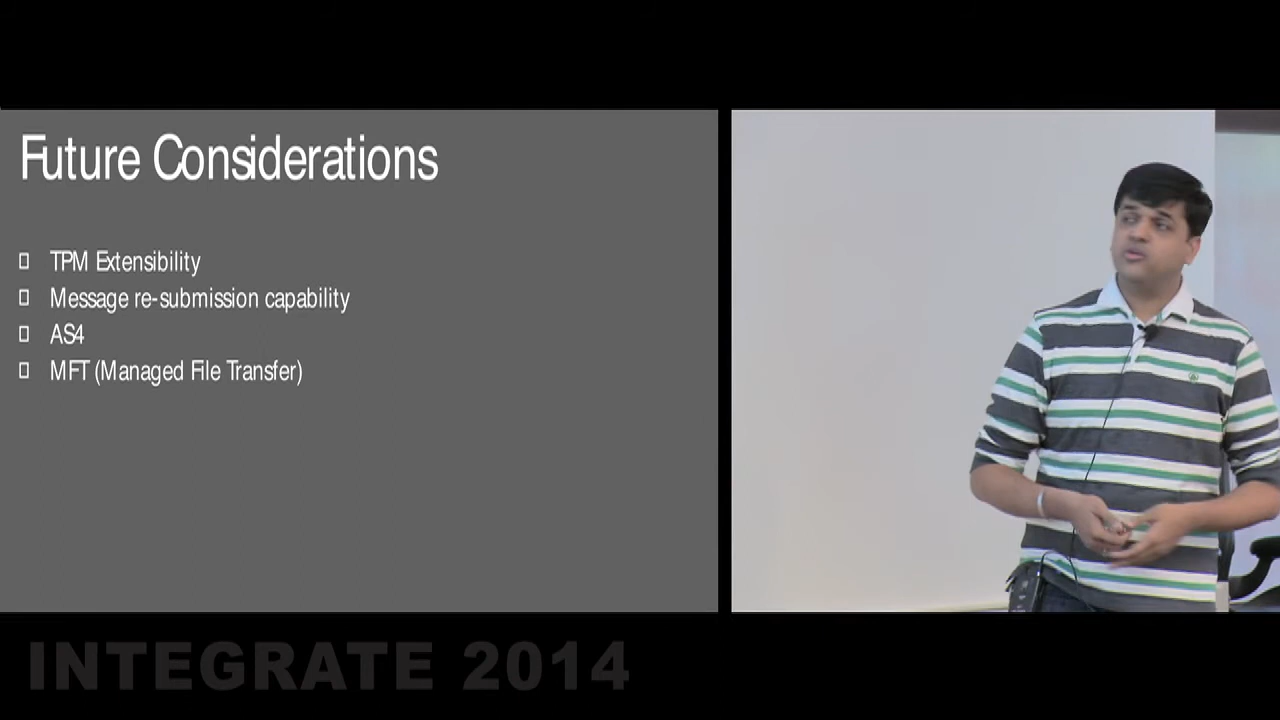 Future Considerations
TPM Extensibility
Message re-submission capability
AS4
MFT (Managed File Transfer)
INTEGRATE 2014